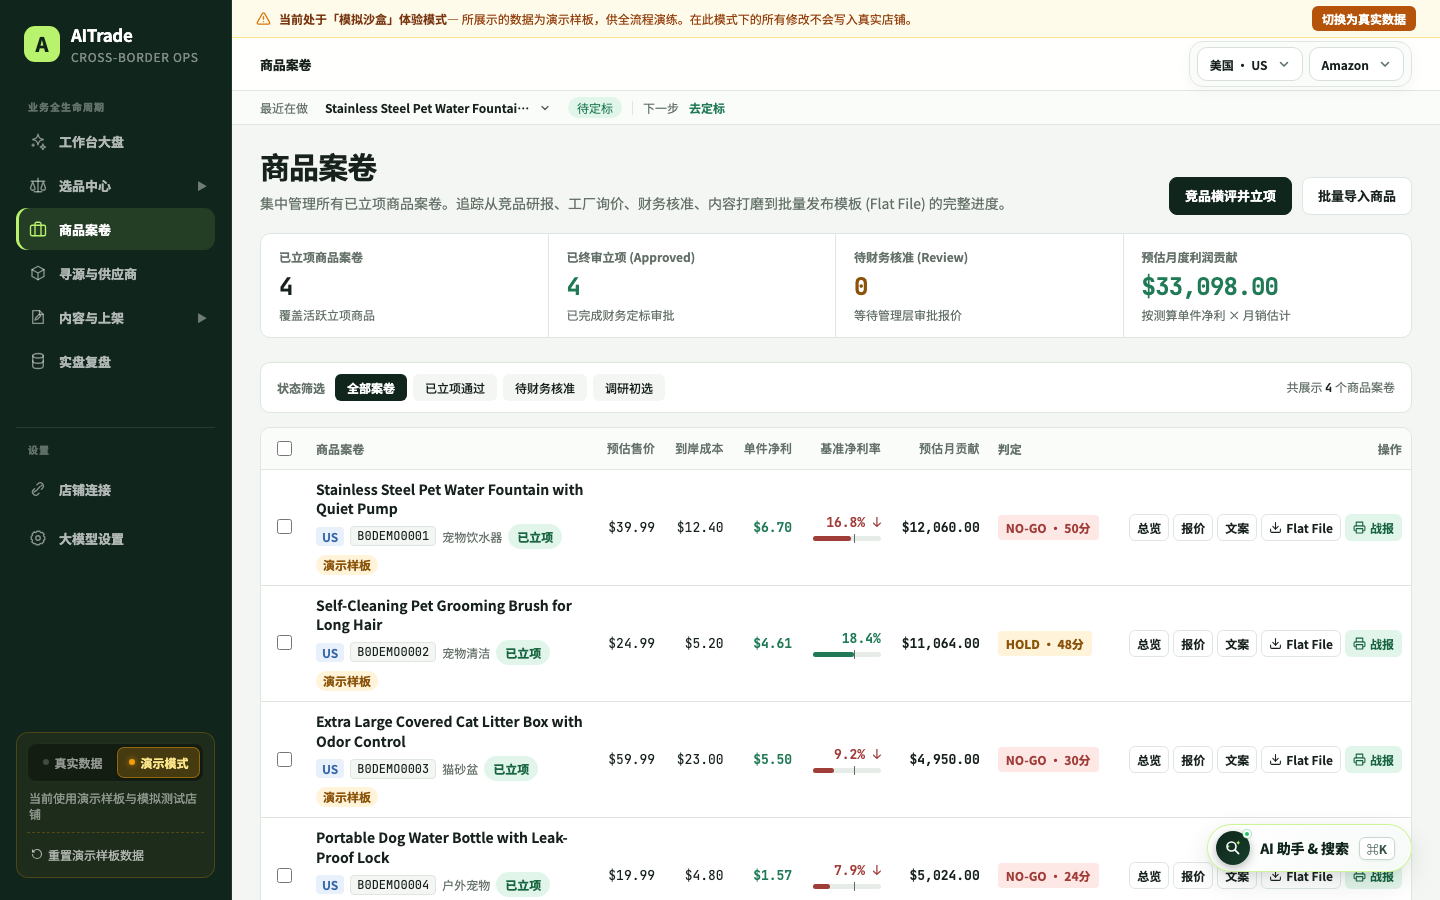 A
AITrade
CROSS-BORDER OPS
业务全生命周期
工作台大盘
选品中心
商品案卷
寻源与供应商
内容与上架
实盘复盘
设置
店铺连接
大模型设置
真实数据
演示模式
当前使用演示样板与模拟测试店铺
重置演示样板数据
当前处于「模拟沙盒」体验模式— 所展示的数据为演示样板，供全流程演练。在此模式下的所有修改不会写入真实店铺。
切换为真实数据
商品案卷
美国 • US
Amazon
最近在做 Stainless Steel Pet Water Fountai··· 待定标 下一步 去定标
商品案卷
集中管理所有已立项商品案卷。追踪从竞品研报、工厂询价、财务核准、内容打磨到批量发布模板 (Flat File) 的完整进度。
竞品横评并立项
批量导入商品
已立项商品案卷
4
覆盖活跃立项商品
已终审立项 (Approved)
4
已完成财务定标审批
待财务核准 (Review)
0
等待管理层审批报价
预估月度利润贡献
$33,098.00
按测算单件净利 × 月销估计
状态筛选 全部案卷 已立项通过 待财务核准 调研初选
共展示 4 个商品案卷
商品案卷 预估售价 到岸成本 单件净利 基准净利率 预估月贡献 判定 操作
Stainless Steel Pet Water Fountain with
Quiet Pump
US B0DEMO0001 宠物饮水器 已立项
演示样板
$39.99 $12.40 $6.70 16.8% ↓ $12,060.00 NO-GO • 50分 总览 报价 文案 Flat File 战报
Self-Cleaning Pet Grooming Brush for
Long Hair
US B0DEMO0002 宠物清洁 已立项
演示样板
$24.99 $5.20 $4.61 18.4% $11,064.00 HOLD • 48分 总览 报价 文案 Flat File 战报
Extra Large Covered Cat Litter Box with
Odor Control
US B0DEMO0003 猫砂盆 已立项
演示样板
$59.99 $23.00 $5.50 9.2% ↓ $4,950.00 NO-GO • 30分 总览 报价 文案 Flat File 战报
Portable Dog Water Bottle with Leak-
Proof Lock
US B0DEMO0004 户外宠物 已立项
$19.99 $4.80 $1.57 7.9% ↓ $5,024.00 NO-GO • 24分 总览 报价 文案 Flat File 战报
AI 助手 & 搜索 ⌘K